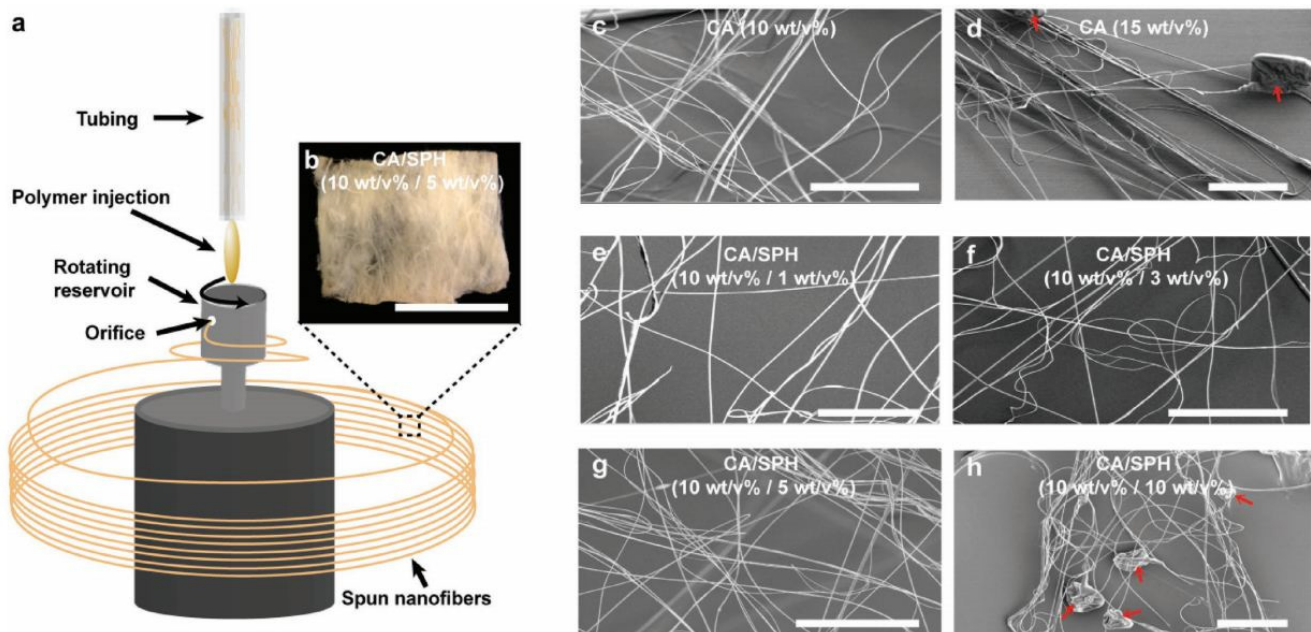 a
Tubing
Polymer injection
Rotating
reservoir
Orifice
Spun nanofibers
b
CA/SPH
(10 wt/v% / 5 wt/v%)
c
CA (10 wt/v%)
d
CA (15 wt/v%)
e
CA/SPH
(10 wt/v% / 1 wt/v%)
f
CA/SPH
(10 wt/v% / 3 wt/v%)
g
CA/SPH
(10 wt/v% / 5 wt/v%)
h
CA/SPH
(10 wt/v% / 10 wt/v%)